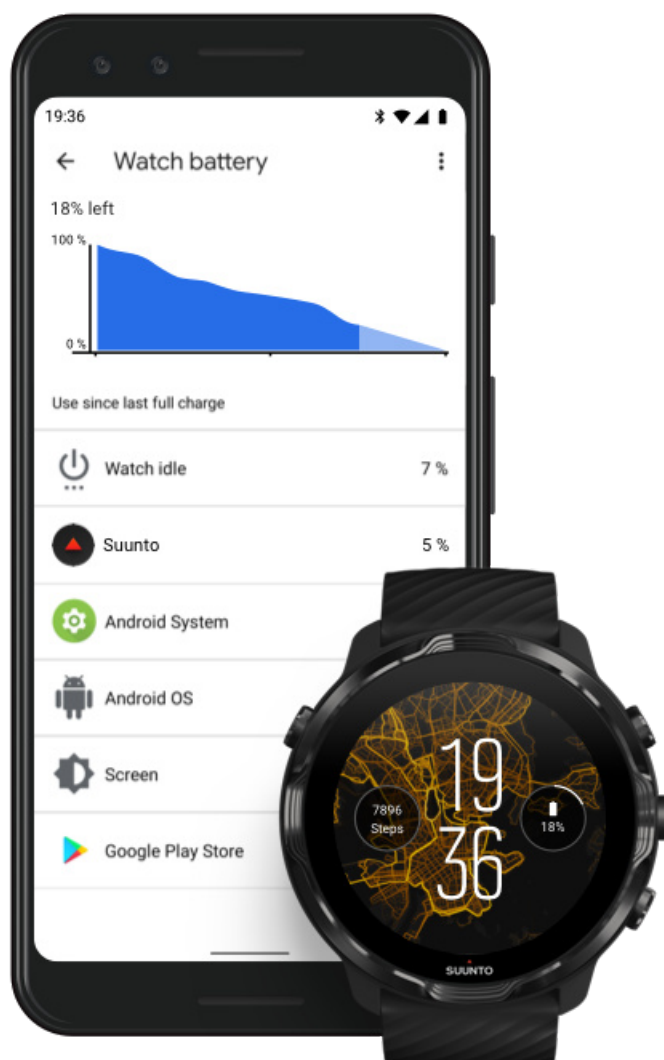 19:36
Watch battery
18% left
100 %
0 %
Use since last full charge
Watch idle 7 %
Suunto 5 %
Android System
Android OS
Screen
Google Play Store
19
7896
Steps
18%
36
SUUNTO